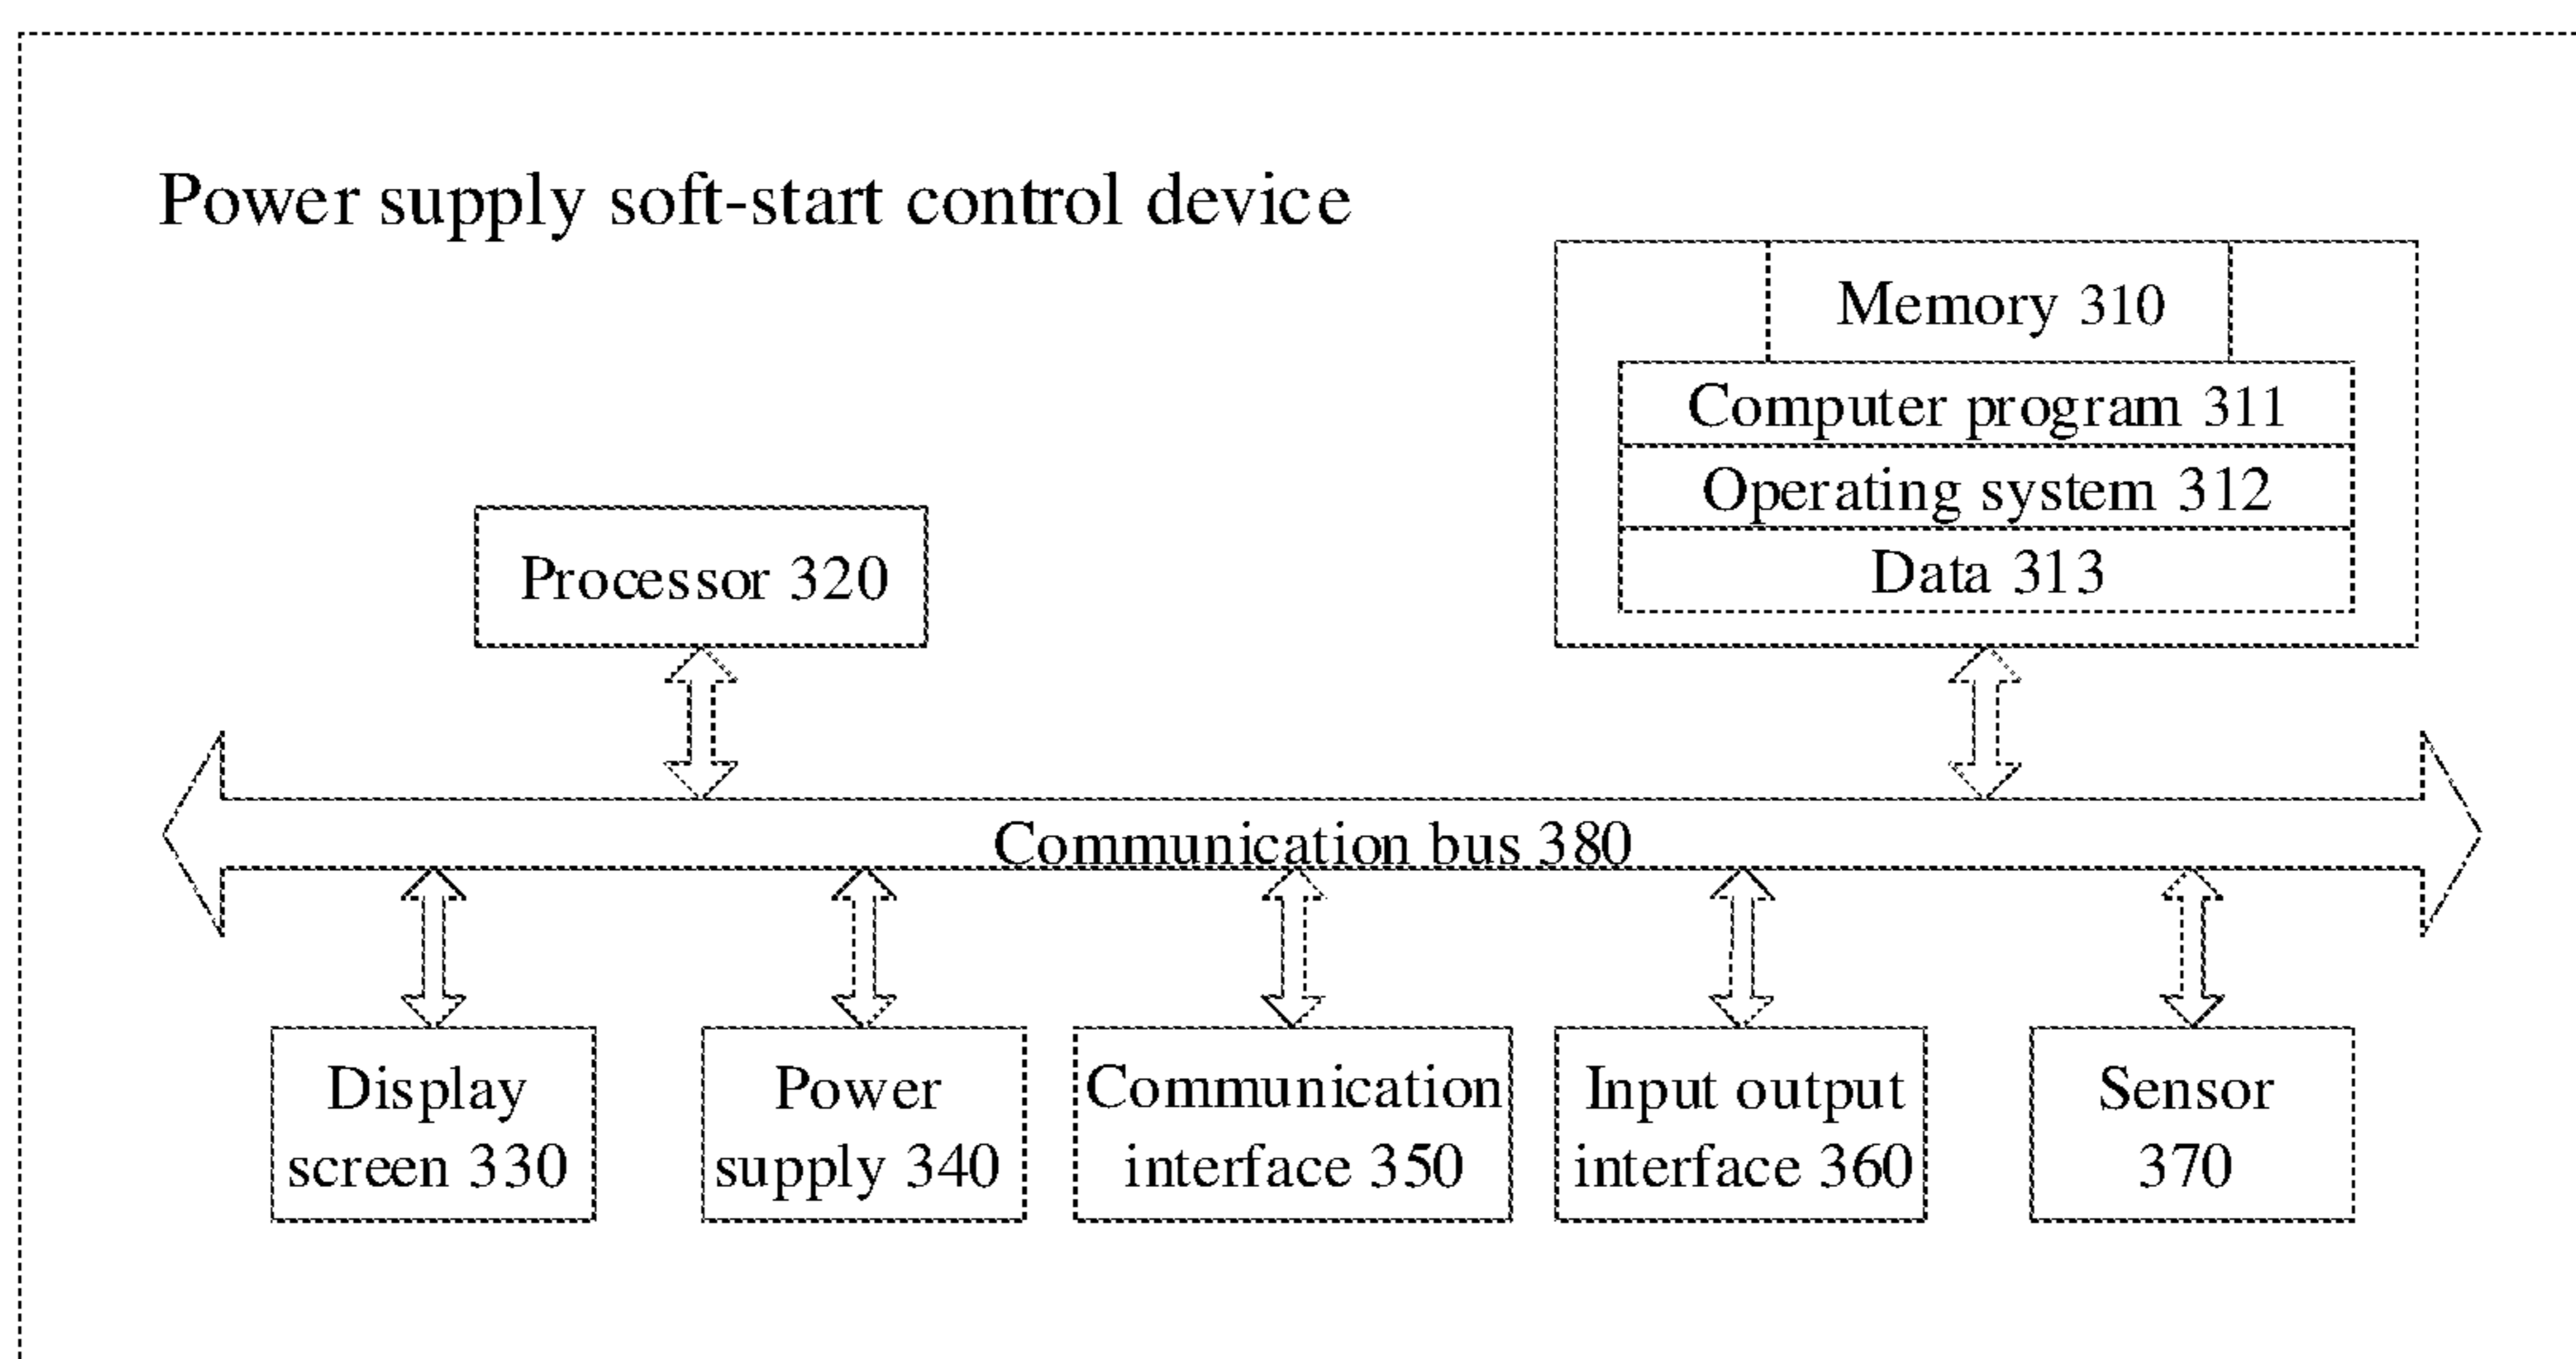 Power supply soft-start control device
Memory 310
Computer program 311
Operating system 312
Data 313
Processor 320
Communication bus 380
Display
screen 330
Power
supply 340
Communication
interface 350
Input output
interface 360
Sensor
370